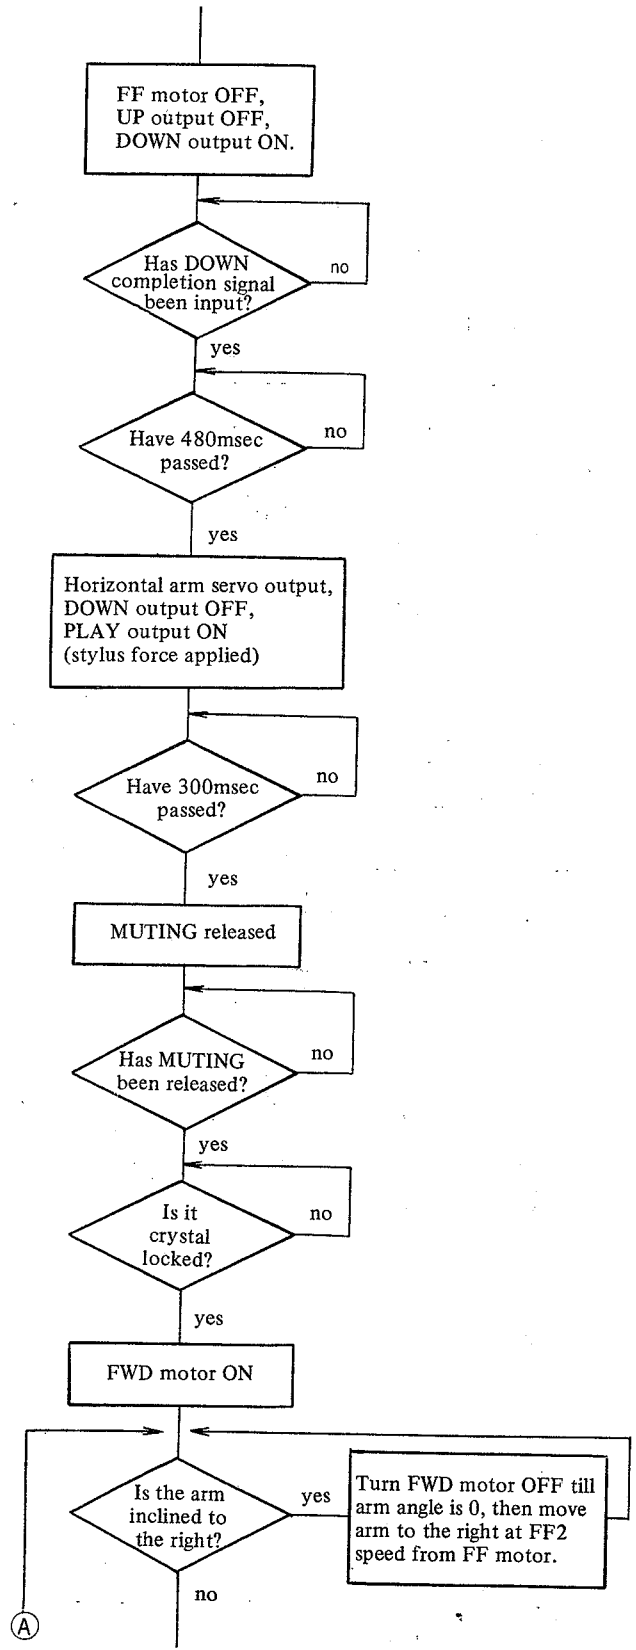 FF motor OFF,
UP output OFF,
DOWN output ON.
Has DOWN
completion signal
been input?
no
yes
Have 480msec
passed?
no
yes
Horizontal arm servo output,
DOWN output OFF,
PLAY output ON
(stylus force applied)
Have 300msec
passed?
no
yes
MUTING released
Has MUTING
been released?
no
yes
Is it
crystal
locked?
no
yes
FWD motor ON
Is the arm
inclined to
the right?
yes
Turn FWD motor OFF till
arm angle is 0, then move
arm to the right at FF2
speed from FF motor.
no
A